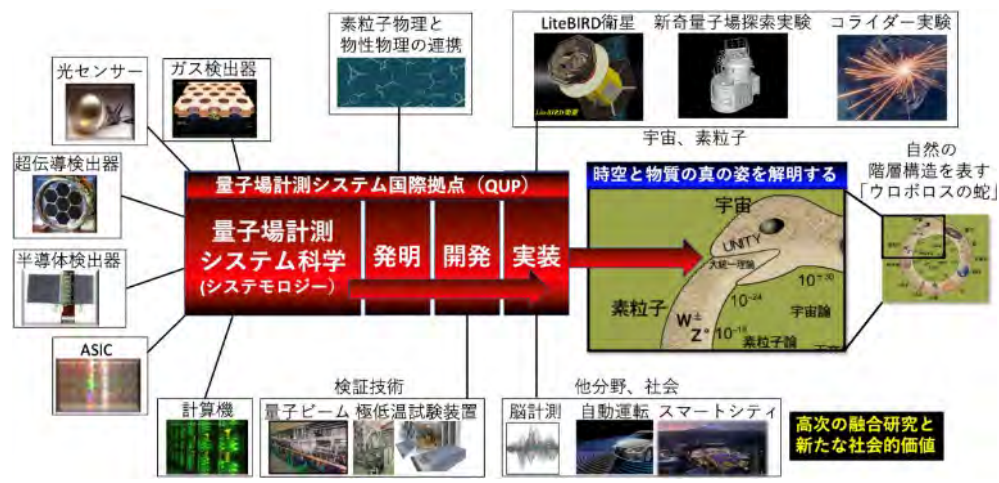 素粒子物理と
物性物理の連携
LiteBIRD衛星
新奇量子場探索実験
コライダー実験
LiteBIRD衛星
宇宙、素粒子
光センサー
ガス検出器
超伝導検出器
半導体検出器
ASIC
計算機
量子場計測システム国際拠点（QUP）
量子場計測
システム科学
(システモロジー）
発明
開発
実装
時空と物質の真の姿を解明する
宇宙
UNITY
大統一理論
素粒子
W±
Z°
10⁻²⁴
10⁻¹⁸
10⁺³⁰
宇宙論
素粒子論
自然の
階層構造を表す
「ウロボロスの蛇」
検証技術
量子ビーム
極低温試験装置
他分野、社会
脳計測
自動運転
スマートシティ
高次の融合研究と
新たな社会的価値